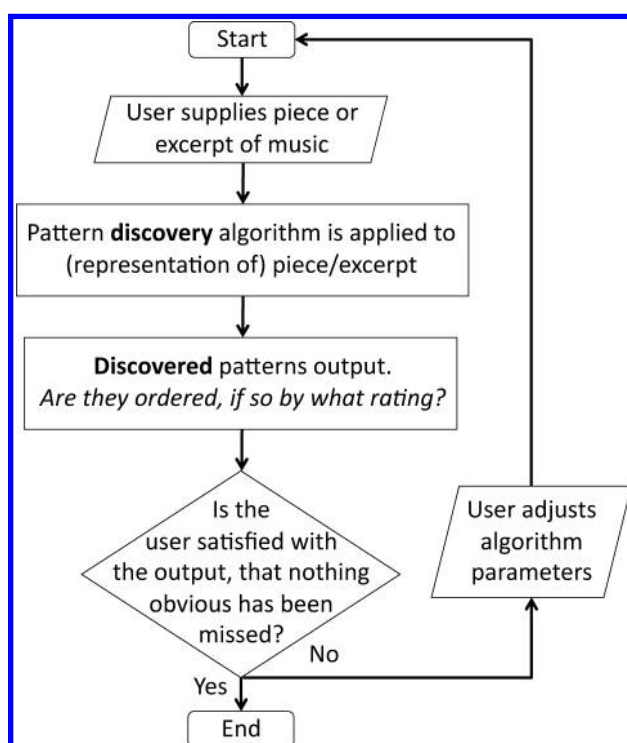 Start
User supplies piece or
excerpt of music
Pattern discovery algorithm is applied to
(representation of) piece/excerpt
Discovered patterns output.
Are they ordered, if so by what rating?
Is the
user satisfied with
the output, that nothing
obvious has been
missed?
User adjusts
algorithm
parameters
No
Yes
End